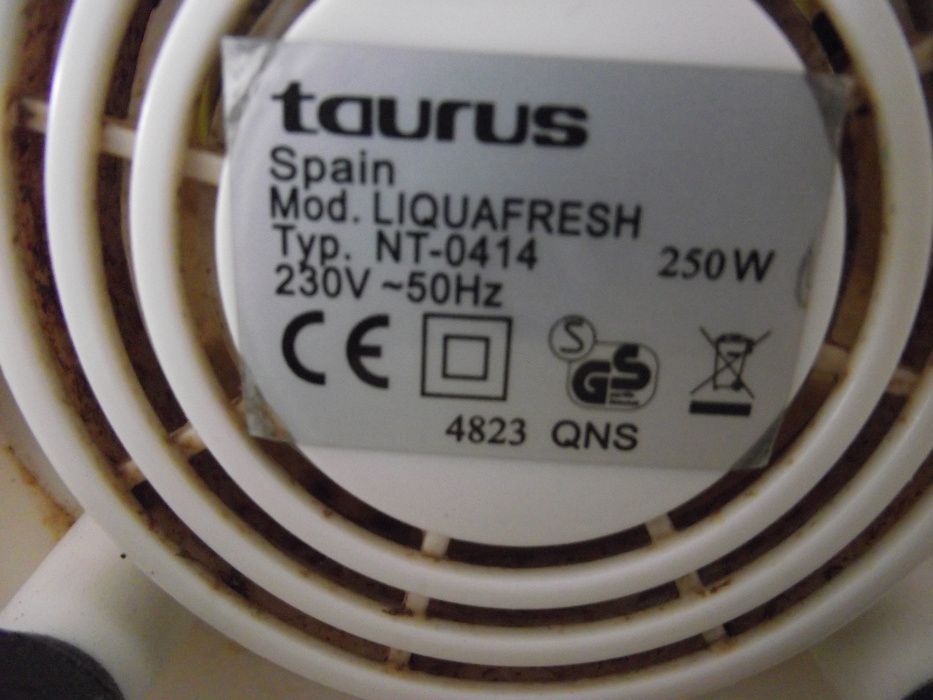 taurus
Spain
Mod. LIQUAFRESH
Typ. NT-0414
230V ~50Hz
250W
CE
S
GS
4823 QNS